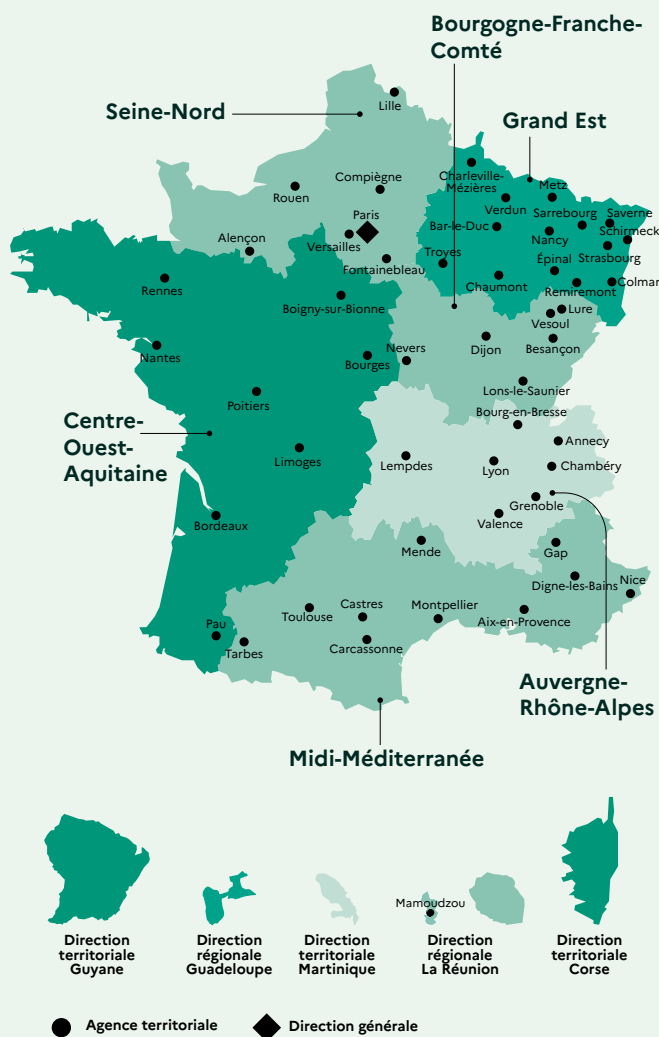 Bourgogne-Franche-
Comté
Seine-Nord
Lille
Grand Est
Charleville-
Mézières
Metz
Compiègne
Rouen
Verdun
Sarrebourg
Saverne
Paris
Bar-le-Duc
Schirmeck
Alençon
Versailles
Nancy
Troyes
Strasbourg
Fontainebleau
Épinal
Rennes
Chaumont
Remiremont
Colmar
Boigny-sur-Bionne
Lure
Vesoul
Nantes
Nevers
Dijon
Besançon
Bourges
Lons-le-Saunier
Poitiers
Bourg-en-Bresse
Centre-
Ouest-
Aquitaine
Annecy
Limoges
Lempdes
Lyon
Chambéry
Grenoble
Valence
Bordeaux
Mende
Gap
Digne-les-Bains
Nice
Toulouse
Castres
Montpellier
Aix-en-Provence
Pau
Tarbes
Carcassonne
Auvergne-
Rhône-Alpes
Midi-Méditerranée
Mamoudzou
Direction
territoriale
Guyane
Direction
régionale
Guadeloupe
Direction
territoriale
Martinique
Direction
régionale
La Réunion
Direction
territoriale
Corse
Agence territoriale
Direction générale